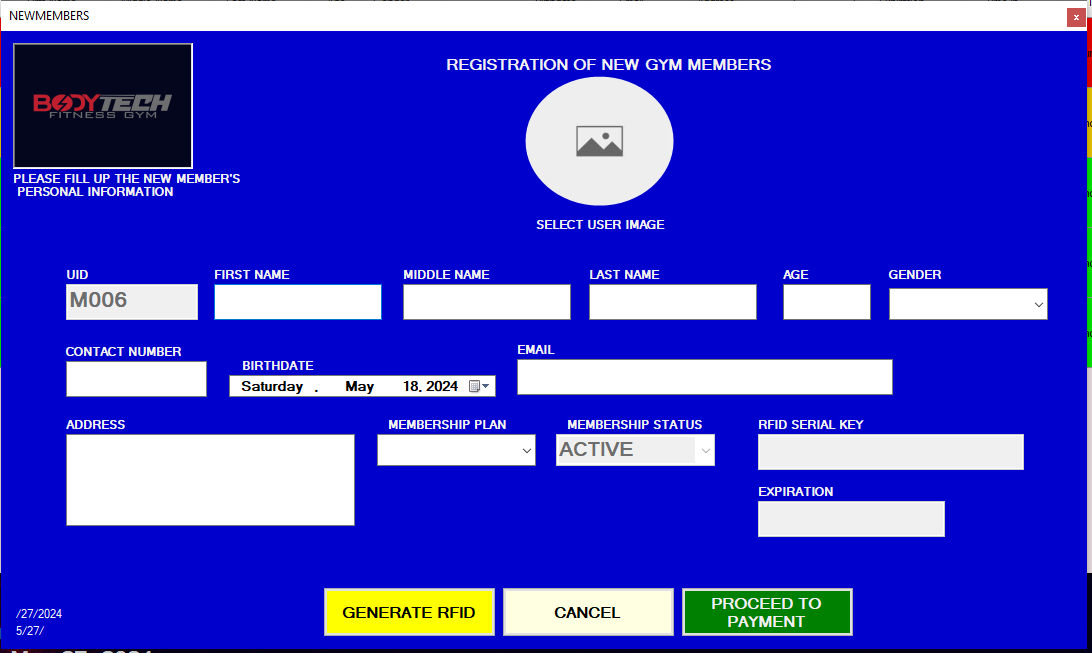 NEWMEMBERS
x
BODYTECH
FITNESS GYM
REGISTRATION OF NEW GYM MEMBERS
PLEASE FILL UP THE NEW MEMBER'S
PERSONAL INFORMATION
SELECT USER IMAGE
UID
FIRST NAME
MIDDLE NAME
LAST NAME
AGE
GENDER
M006
CONTACT NUMBER
BIRTHDATE
EMAIL
Saturday , May 18, 2024
ADDRESS
MEMBERSHIP PLAN
MEMBERSHIP STATUS
RFID SERIAL KEY
ACTIVE
EXPIRATION
GENERATE RFID
CANCEL
PROCEED TO
PAYMENT
/27/2024
5/27/